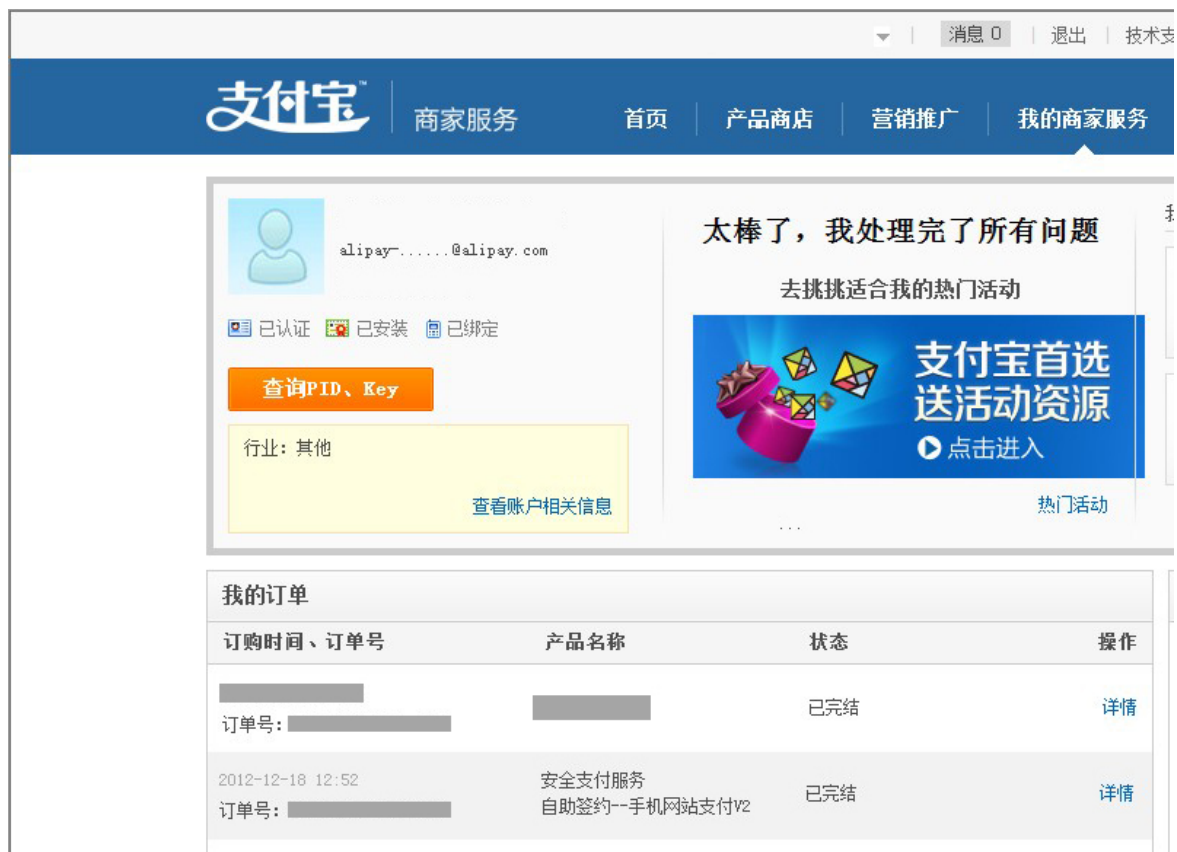 消息 0
退出
技术支
支付宝™
商家服务
首页
产品商店
营销推广
我的商家服务
alipay-......@alipay.com
已认证 已安装 已绑定
查询PID、Key
行业：其他
查看账户相关信息
太棒了，我处理完了所有问题
去挑挑适合我的热门活动
支付宝首选
送活动资源
点击进入
热门活动
...
我的订单
订购时间、订单号 产品名称 状态 操作
订单号:
已完结
详情
2012-12-18 12:52
订单号:
安全支付服务
自助签约--手机网站支付V2
已完结
详情